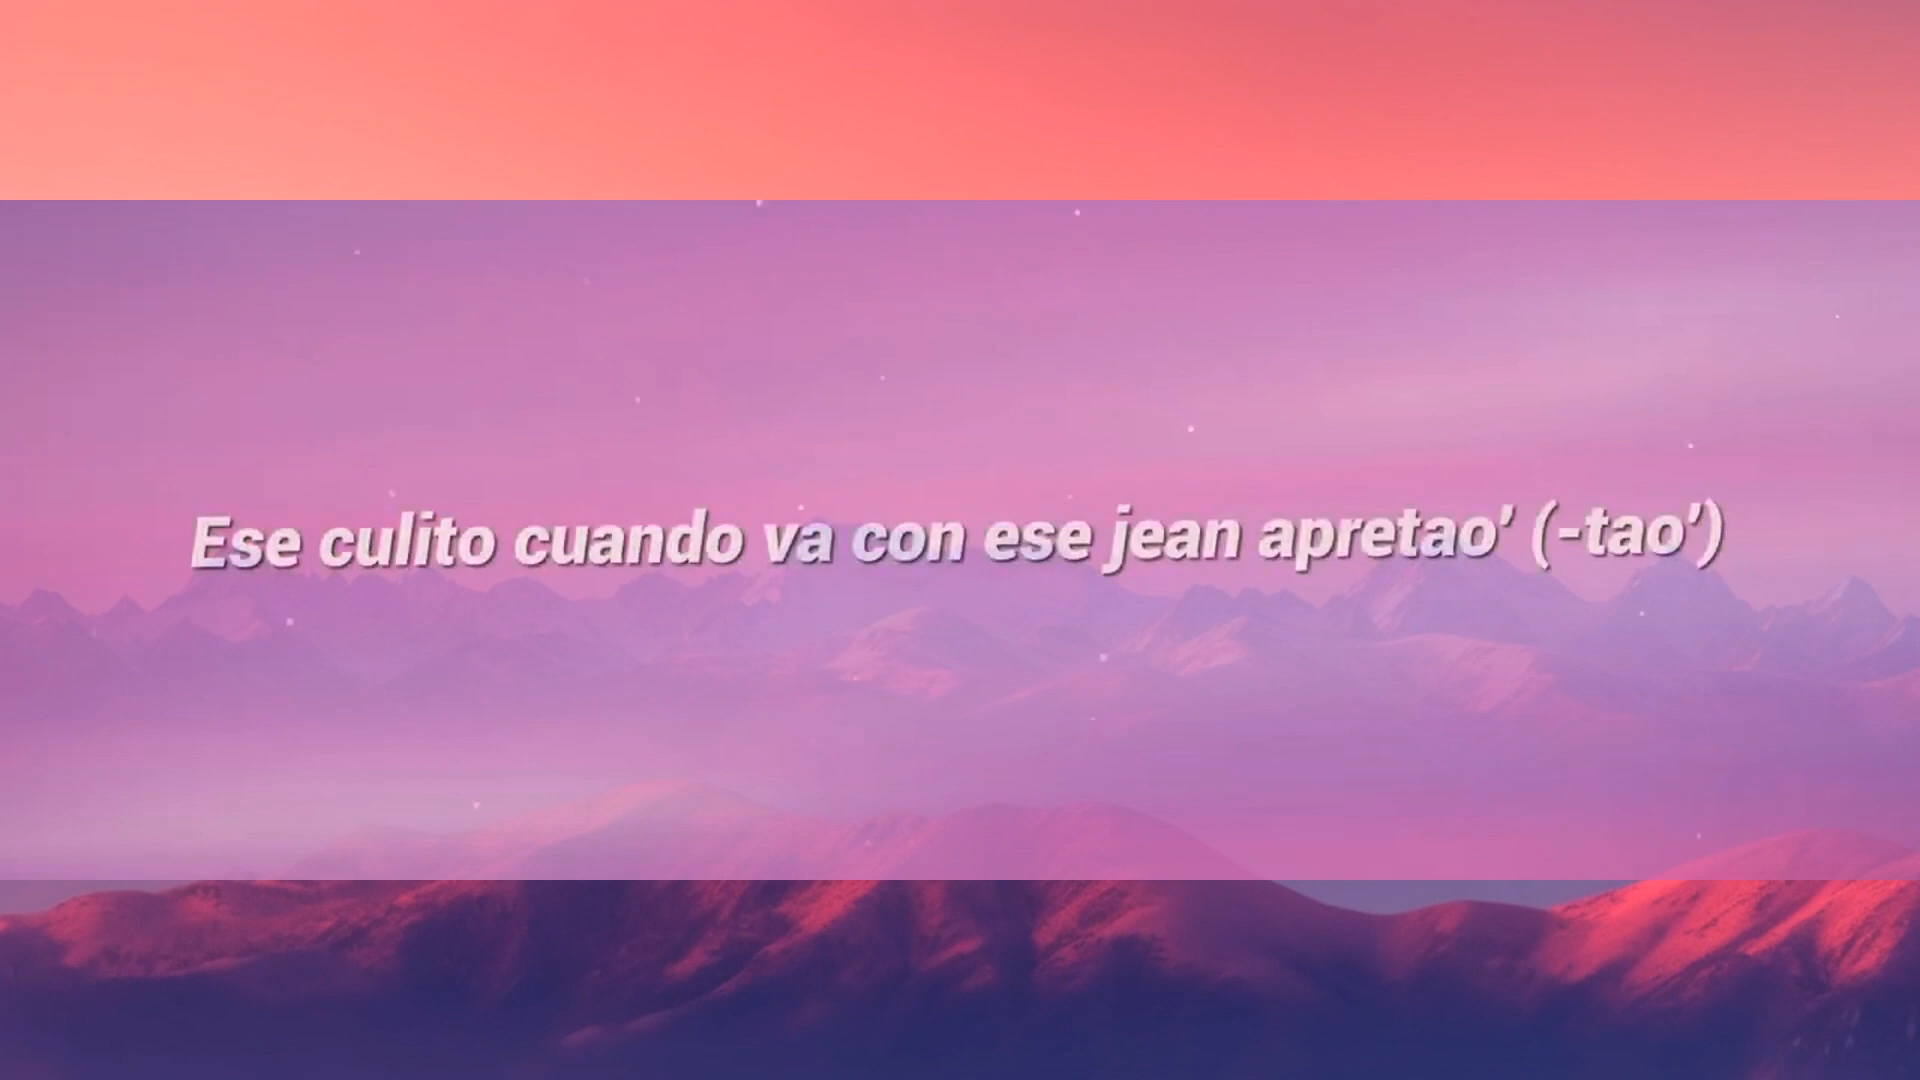 Ese culito cuando va con ese jean apretao’ (-tao’)